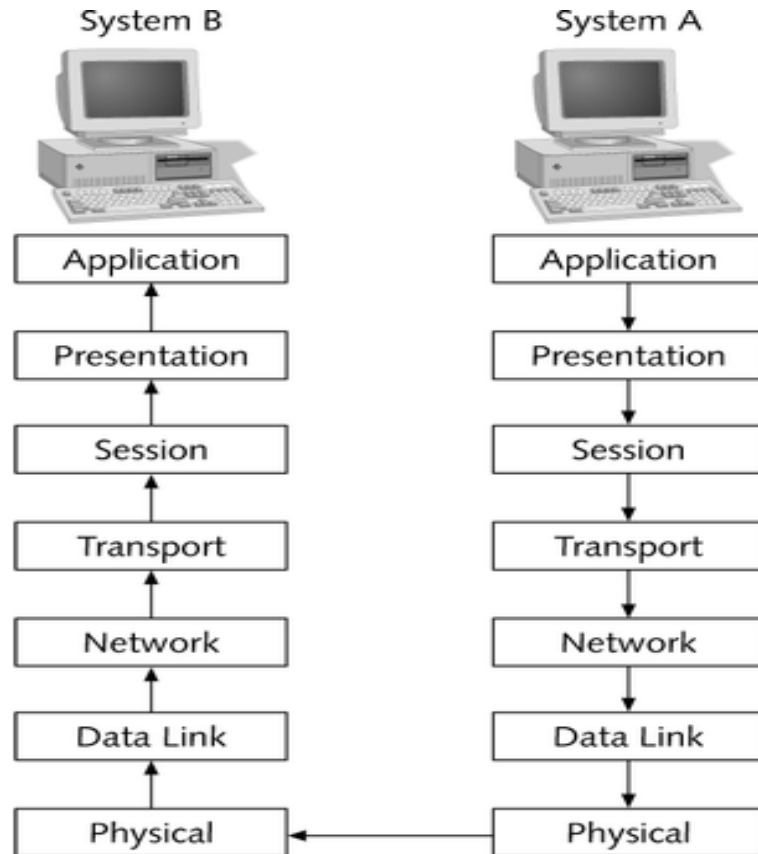 System B
System A
Application
Application
Presentation
Presentation
Session
Session
Transport
Transport
Network
Network
Data Link
Data Link
Physical
Physical